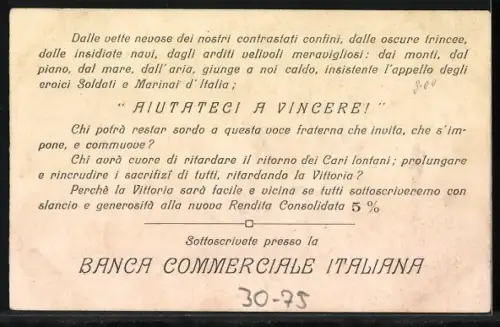 Dalle vette nevose dei nostri contrastati confini, dalle oscure trincee,
dalle insidiate navi, dagli arditi velivoli meravigliosi: dai monti, dal
piano, dal mare, dall'aria, giunge a noi caldo, insistente l'appello degli
eroici Soldati e Marinai d'Italia;
" AIUTATECI A VINCERE! "
Chi potrà restar sordo a questa voce fraterna che invita, che s'im-
pone, e commuove?
Chi avrà cuore di ritardare il ritorno dei Cari lontani; prolungare
e rincrudire i sacrifizî di tutti, ritardando la Vittoria?
Perchè la Vittoria sarà facile e vicina se tutti sottoscriveremo con
slancio e generosità alla nuova Rendita Consolidata 5 %
Sottoscrivete presso la
BANCA COMMERCIALE ITALIANA
30-75